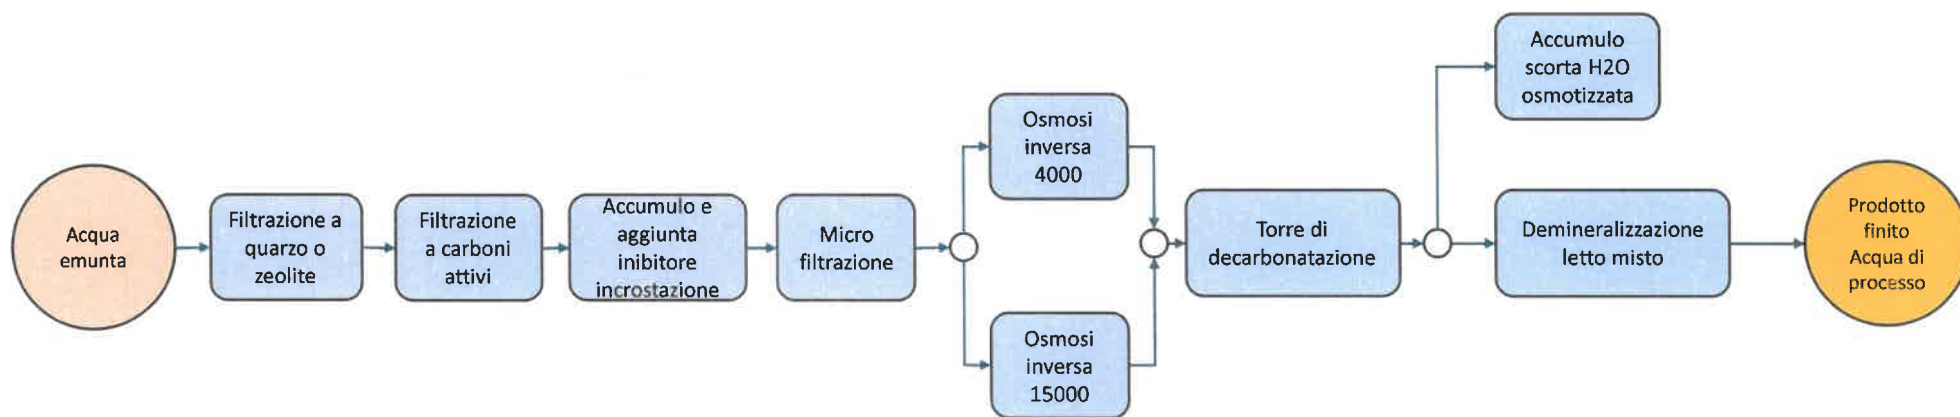 Acqua
emunta
Filtrazione a
quarzo o
zeolite
Filtrazione
a carboni
attivi
Accumulo e
aggiunta
inibitore
incrostazione
Micro
filtrazione
Osmosi
inversa
4000
Osmosi
inversa
15000
Torre di
decarbonatazione
Accumulo
scorta H2O
osmotizzata
Demineralizzazione
letto misto
Prodotto
finito
Acqua di
processo